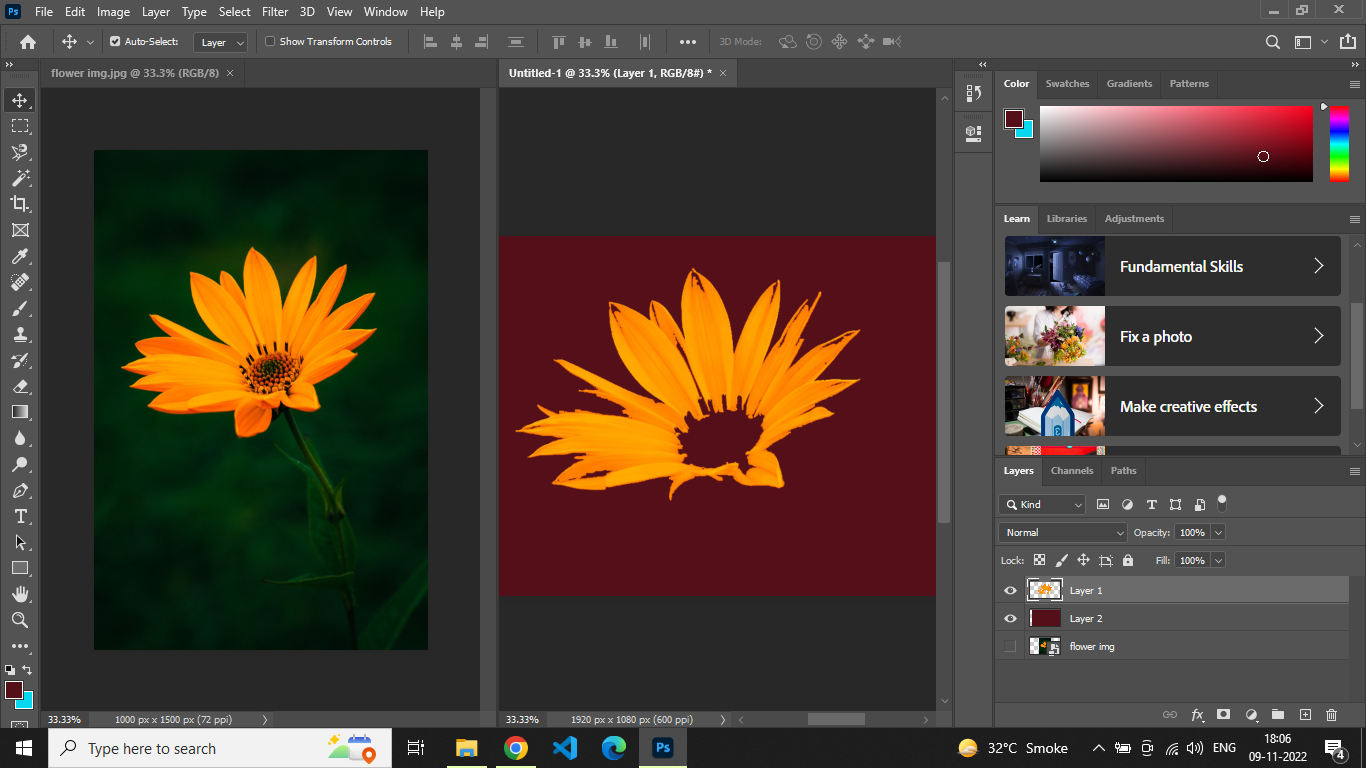 Ps File Edit Image Layer Type Select Filter 3D View Window Help
Auto-Select: Layer Show Transform Controls 3D Mode:
flower img.jpg @ 33.3% (RGB/8) × Untitled-1 @ 33.3% (Layer 1, RGB/8#) * ×
Color Swatches Gradients Patterns
Learn Libraries Adjustments
Fundamental Skills
Fix a photo
Make creative effects
Layers Channels Paths
Kind
Normal Opacity: 100%
Lock: Fill: 100%
Layer 1
Layer 2
flower img
fx
33.33% 1000 px x 1500 px (72 ppi) 33.33% 1920 px x 1080 px (600 ppi)
Type here to search Ps 32°C Smoke ENG 18:06
09-11-2022 4